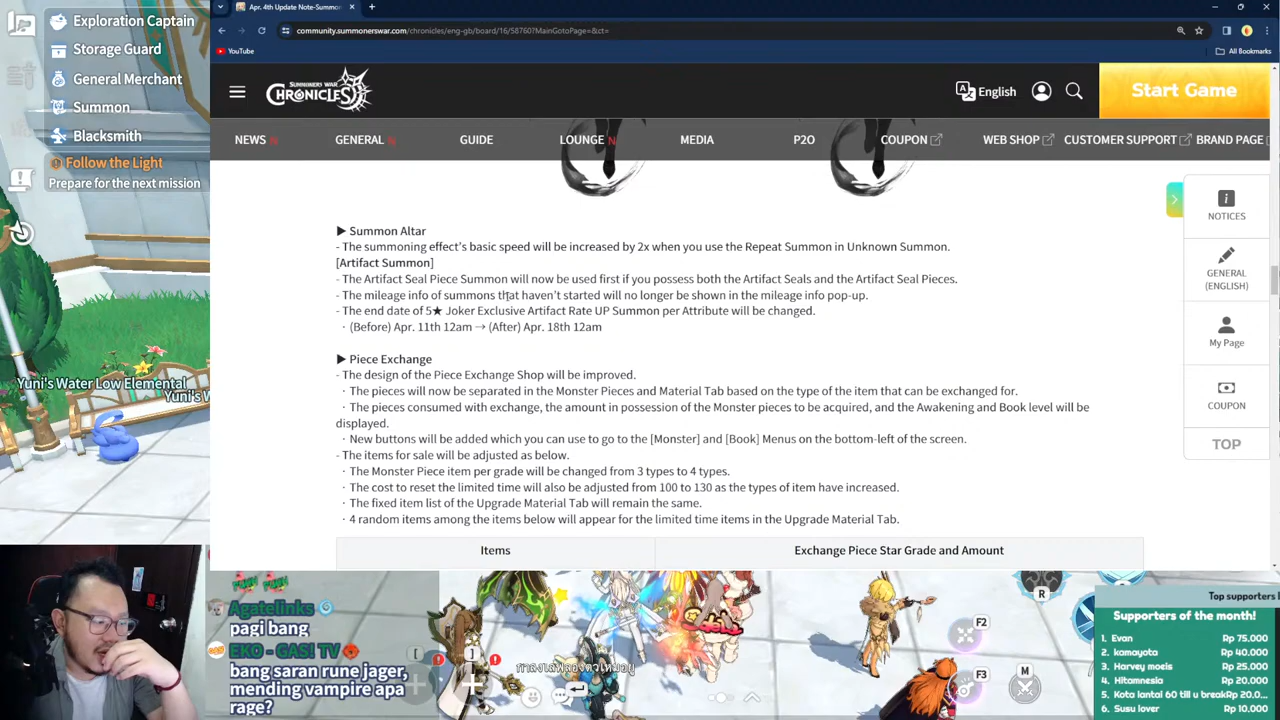 Exploration Captain
Storage Guard
General Merchant
Summon
Blacksmith
Follow the Light
Prepare for the next mission
Yuni's Water Low Elemental
Yuni's W
Apr. 4th Update Note-Summon
community.summonerswar.com/chronicles/eng-gb/board/16/58760?MainGotoPage=&ct=
YouTube
All Bookmarks
SUMMONERS WAR
CHRONICLES
English
Start Game
NEWS N
GENERAL N
GUIDE
LOUNGE N
MEDIA
P2O
COUPON
WEB SHOP
CUSTOMER SUPPORT
BRAND PAGE
▶ Summon Altar
- The summoning effect's basic speed will be increased by 2x when you use the Repeat Summon in Unknown Summon.
[Artifact Summon]
- The Artifact Seal Piece Summon will now be used first if you possess both the Artifact Seals and the Artifact Seal Pieces.
- The mileage info of summons that haven't started will no longer be shown in the mileage info pop-up.
- The end date of 5★ Joker Exclusive Artifact Rate UP Summon per Attribute will be changed.
· (Before) Apr. 11th 12am → (After) Apr. 18th 12am
▶ Piece Exchange
- The design of the Piece Exchange Shop will be improved.
· The pieces will now be separated in the Monster Pieces and Material Tab based on the type of the item that can be exchanged for.
· The pieces consumed with exchange, the amount in possession of the Monster pieces to be acquired, and the Awakening and Book level will be
displayed.
· New buttons will be added which you can use to go to the [Monster] and [Book] Menus on the bottom-left of the screen.
- The items for sale will be adjusted as below.
· The Monster Piece item per grade will be changed from 3 types to 4 types.
· The cost to reset the limited time will also be adjusted from 100 to 130 as the types of item have increased.
· The fixed item list of the Upgrade Material Tab will remain the same.
· 4 random items among the items below will appear for the limited time items in the Upgrade Material Tab.
Items
Exchange Piece Star Grade and Amount
NOTICES
GENERAL
(ENGLISH)
My Page
COUPON
TOP
Agatelinks
pagi bang
EKO - GAS! TV
bang saran rune jager,
mending vampire apa
rage?
[
]
R
F2
F3
M
Top supporters
Supporters of the month!
1. Evan Rp 75.000
2. kamayota Rp 40.000
3. Harvey moeis Rp 25.000
4. Hitamnesia Rp 20.000
5. Kota lantai 60 till u break Rp 20.0...
6. Susu lover Rp 10.000